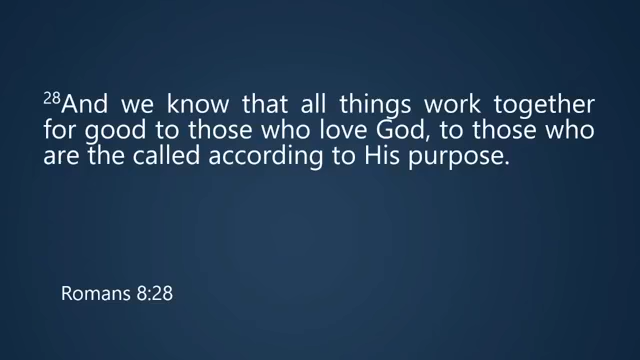 28And we know that all things work together
for good to those who love God, to those who
are the called according to His purpose.
Romans 8:28